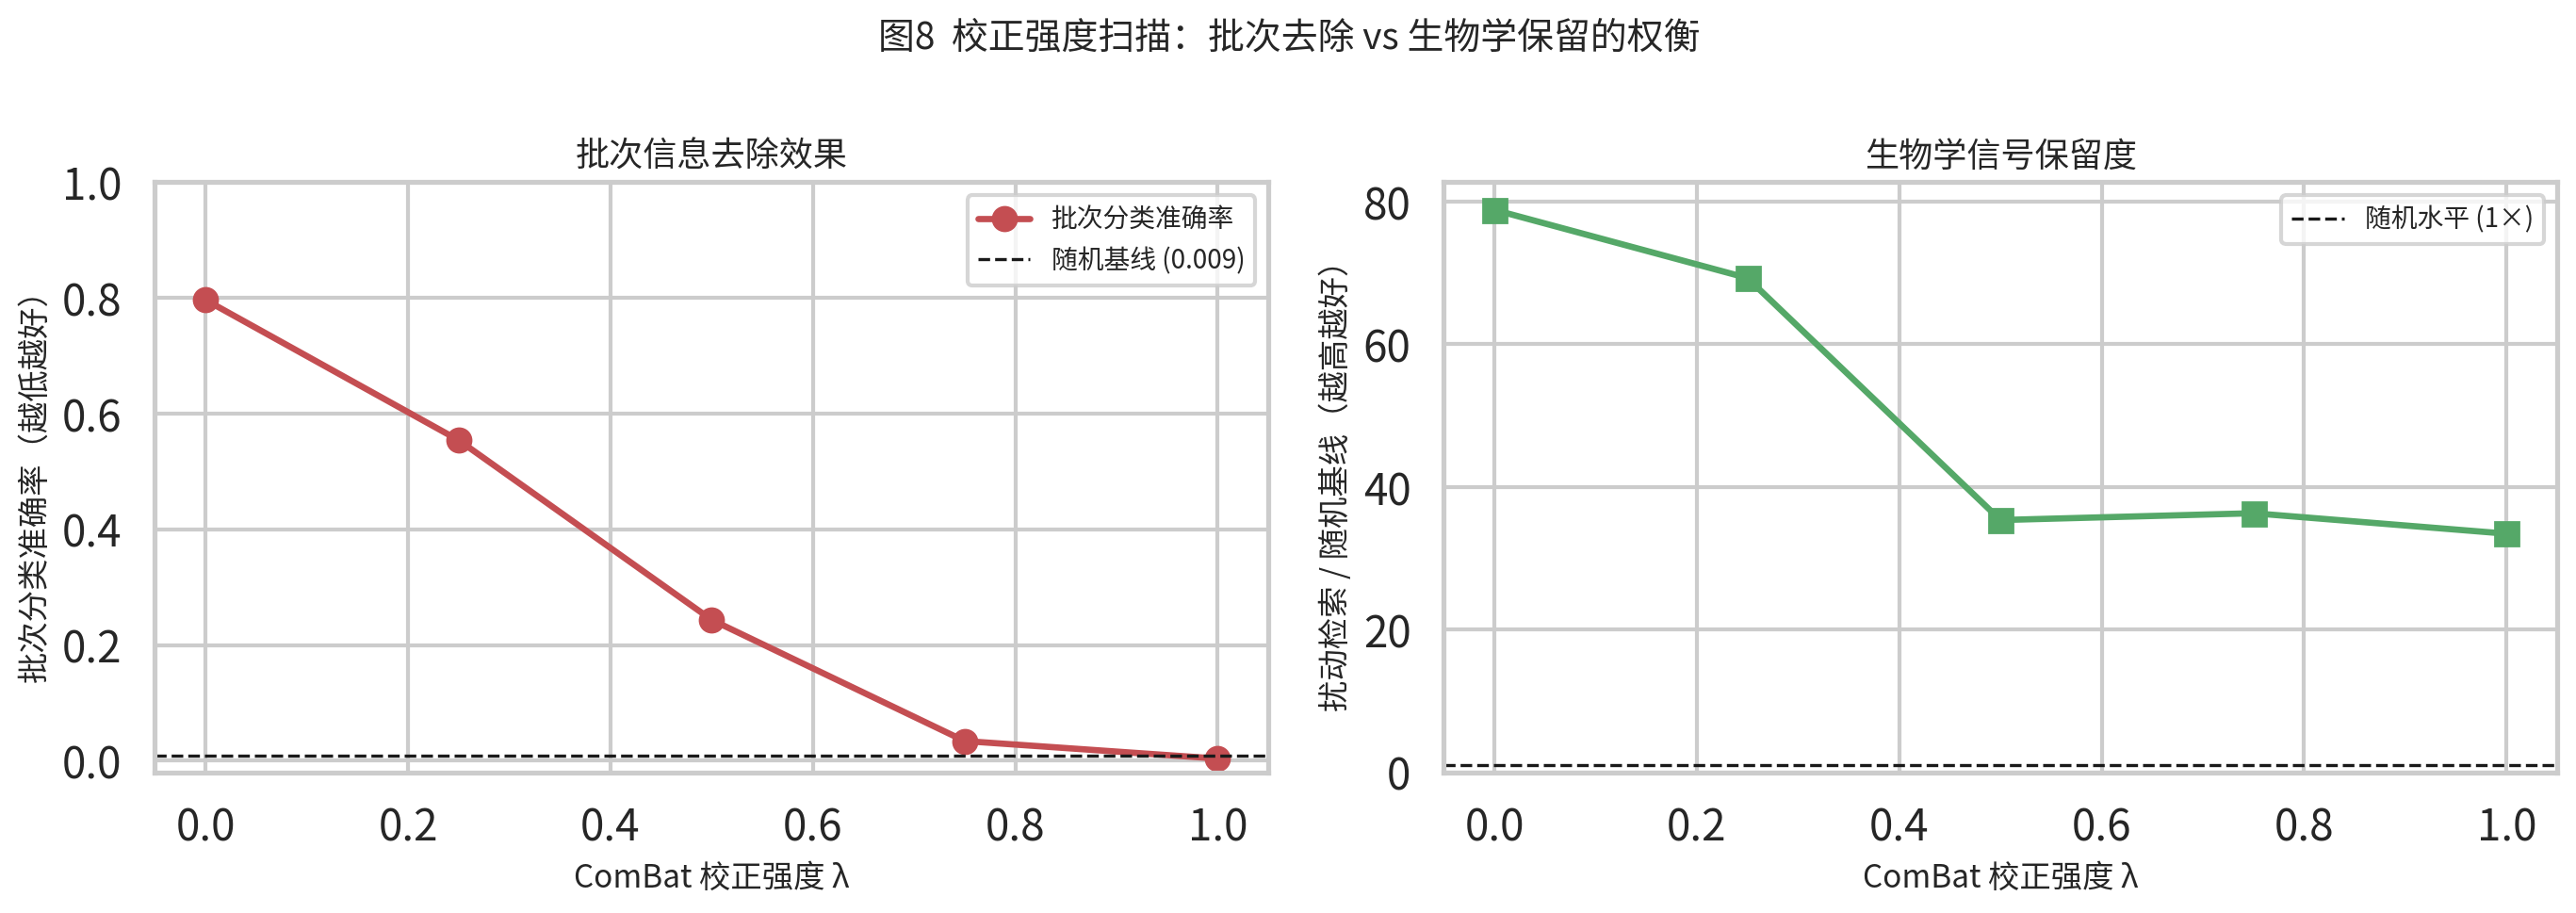 图8 校正强度扫描：批次去除 vs 生物学保留的权衡
批次信息去除效果
批次分类准确率（越低越好）
1.0
0.8
0.6
0.4
0.2
0.0
批次分类准确率
随机基线 (0.009)
0.0 0.2 0.4 0.6 0.8 1.0
ComBat 校正强度 λ
生物学信号保留度
扰动检索 / 随机基线（越高越好）
80
60
40
20
0
随机水平 (1×)
0.0 0.2 0.4 0.6 0.8 1.0
ComBat 校正强度 λ